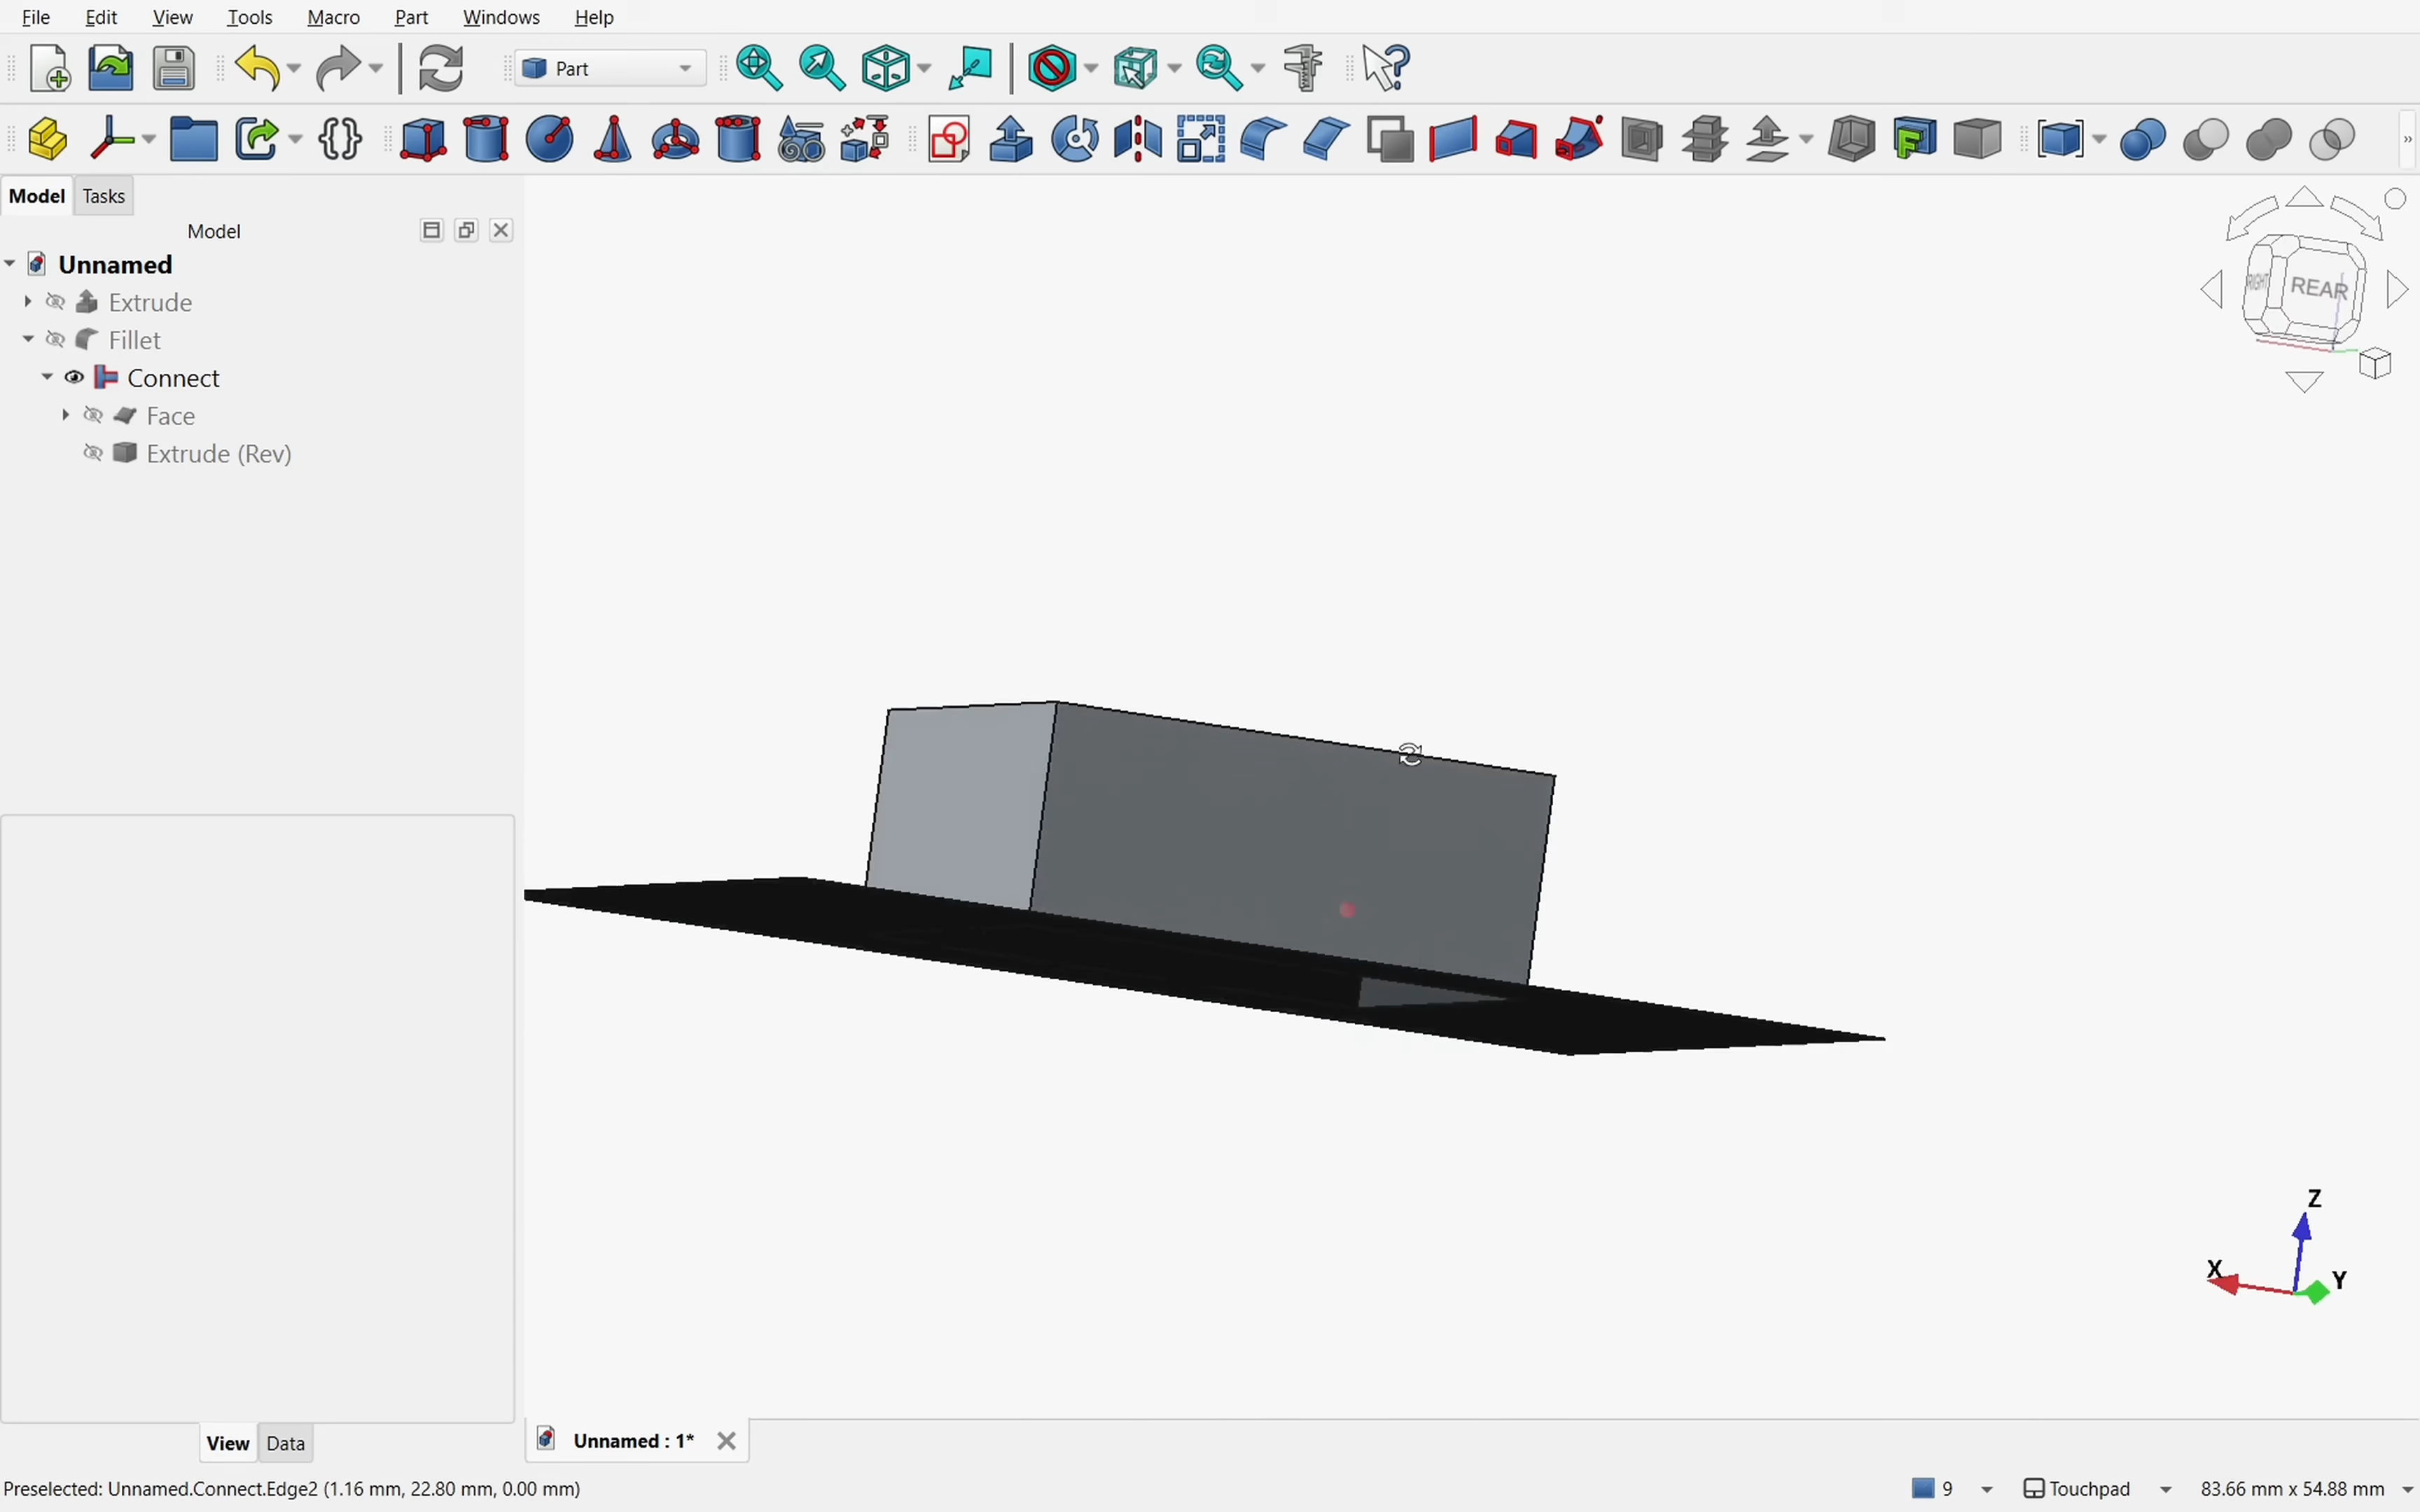 File Edit View Tools Macro Part Windows Help
Part
Model Tasks
Model
Unnamed
Extrude
Fillet
Connect
Face
Extrude (Rev)
RIGHT REAR
Z
X
Y
View Data
Unnamed : 1*
Preselected: Unnamed.Connect.Edge2 (1.16 mm, 22.80 mm, 0.00 mm)
9 Touchpad 83.66 mm x 54.88 mm